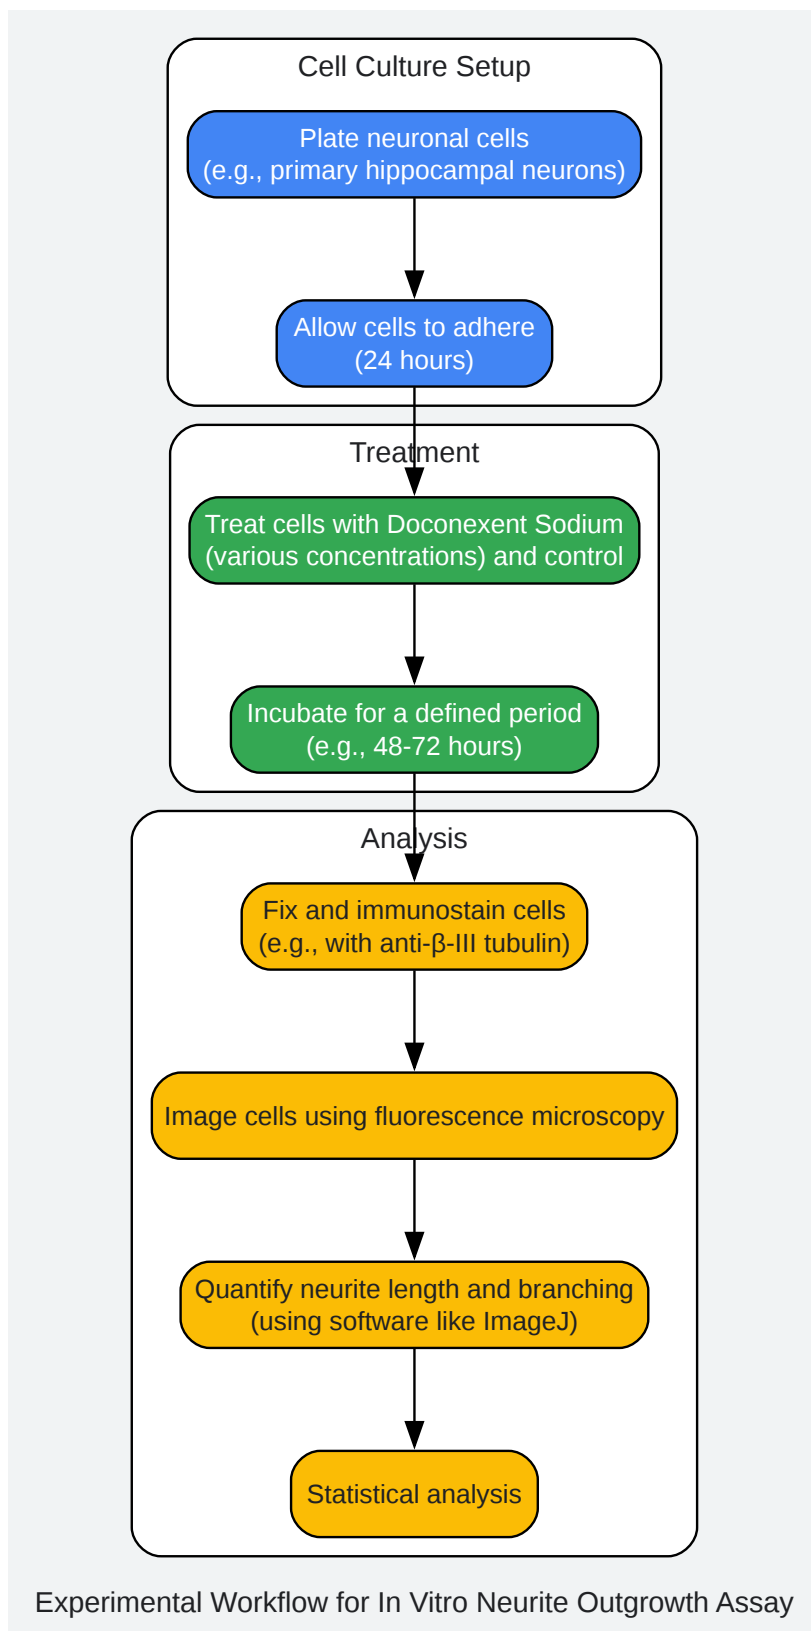 Cell Culture Setup
Plate neuronal cells
(e.g., primary hippocampal neurons)
Allow cells to adhere
(24 hours)
Treatment
Treat cells with Doconexent Sodium
(various concentrations) and control
Incubate for a defined period
(e.g., 48-72 hours)
Analysis
Fix and immunostain cells
(e.g., with anti-β-III tubulin)
Image cells using fluorescence microscopy
Quantify neurite length and branching
(using software like ImageJ)
Statistical analysis
Experimental Workflow for In Vitro Neurite Outgrowth Assay